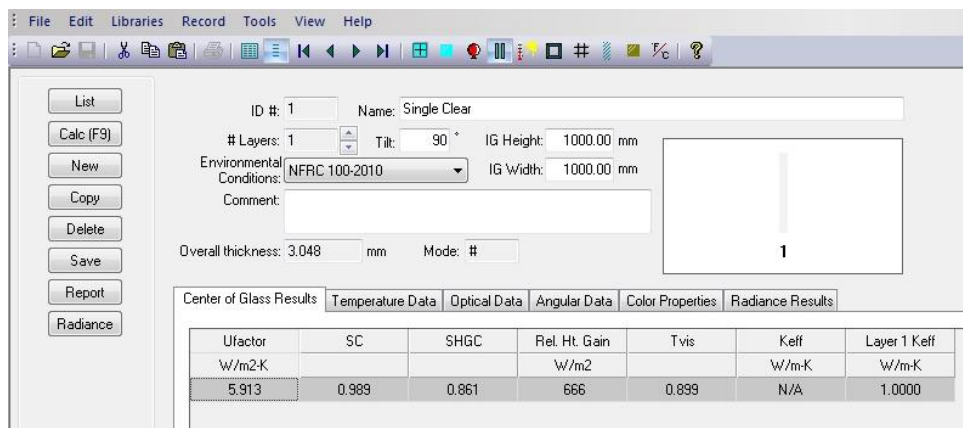 File Edit Libraries Record Tools View Help
List
Calc (F9)
New
Copy
Delete
Save
Report
Radiance
ID #: 1 Name: Single Clear
# Layers: 1 Tilt: 90 ° IG Height: 1000.00 mm
Environmental Conditions: NFRC 100-2010 IG Width: 1000.00 mm
Comment:
Overall thickness: 3.048 mm Mode: #
1
Center of Glass Results Temperature Data Optical Data Angular Data Color Properties Radiance Results
Ufactor SC SHGC Rel. Ht. Gain Tvis Keff Layer 1 Keff
W/m2-K W/m2 W/m-K W/m-K
5.913 0.989 0.861 666 0.899 N/A 1.0000